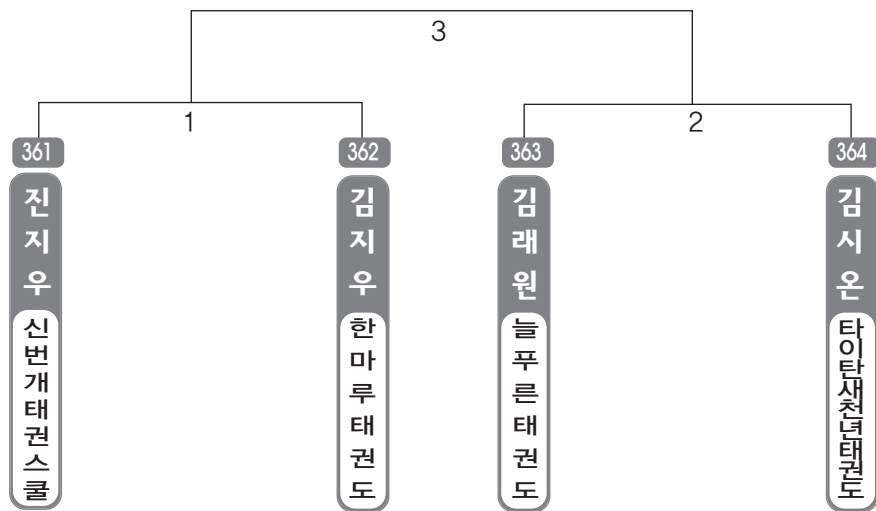 3
1
2
361
362
363
364
진지우
김지우
김래원
김시온
신번개태권스쿨
한마루태권도
늘푸른태권도
타이탄새천년태권도